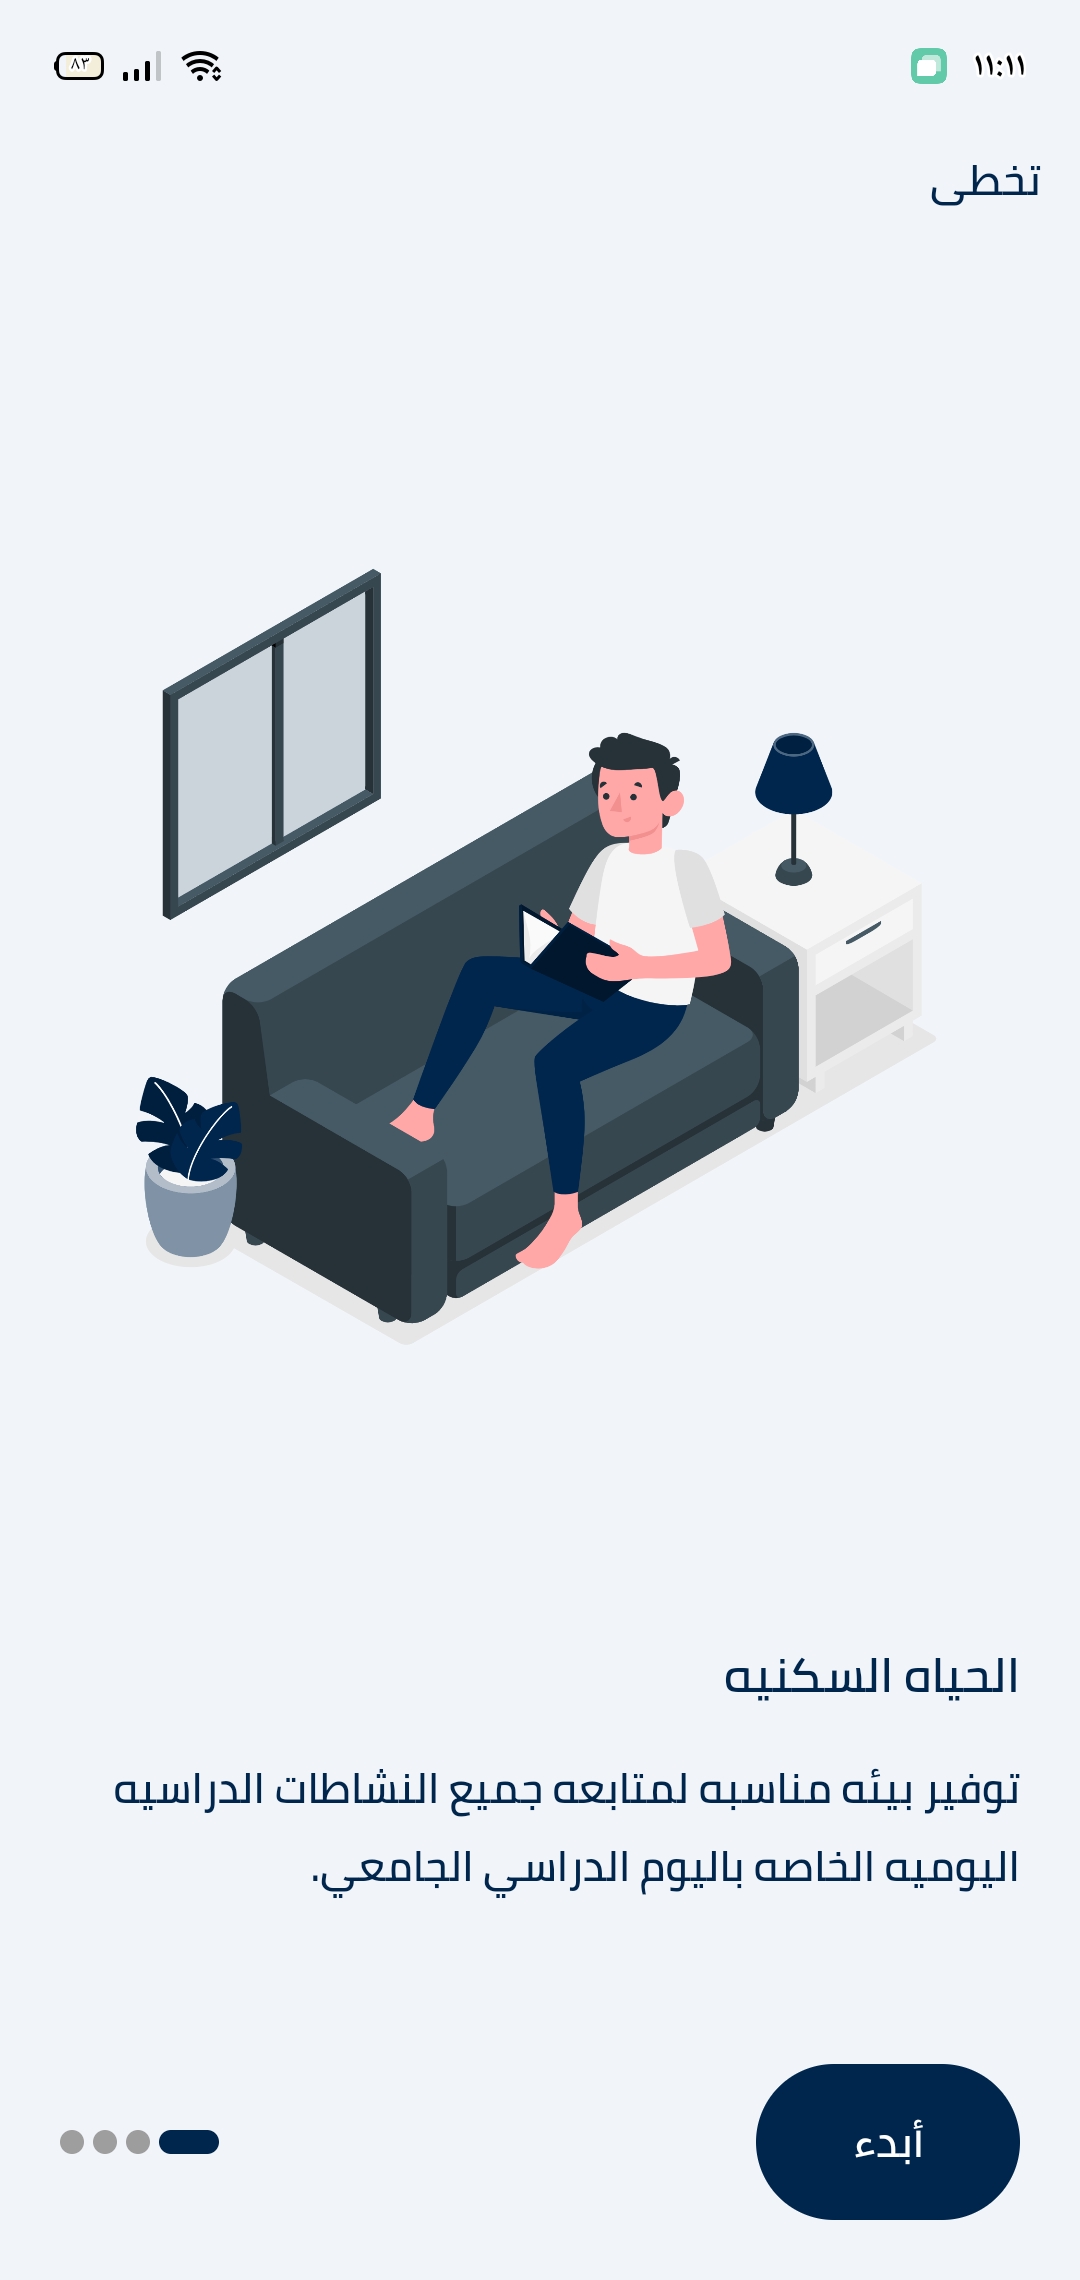 ١١:١١
٨٣
تخطى
الحياه السكنيه
توفير بيئه مناسبه لمتابعه جميع النشاطات الدراسيه
اليوميه الخاصه باليوم الدراسي الجامعي.
أبدء